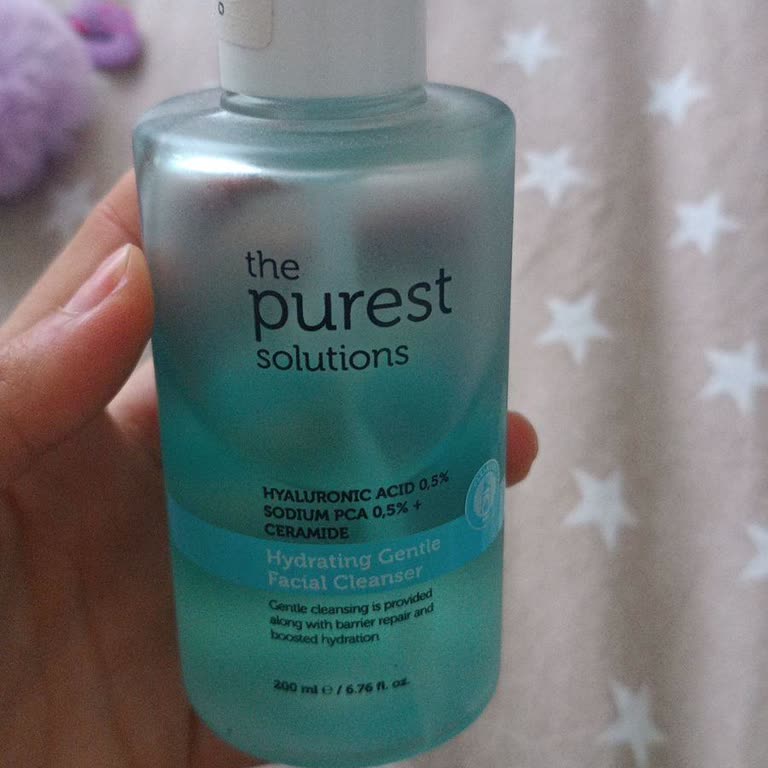 the
purest
solutions
HYALURONIC ACID 0,5%
SODIUM PCA 0,5% +
CERAMIDE
Hydrating Gentle
Facial Cleanser
Gentle cleansing is provided
along with barrier repair and
boosted hydration
200 ml ℮ / 6.76 fl. oz.